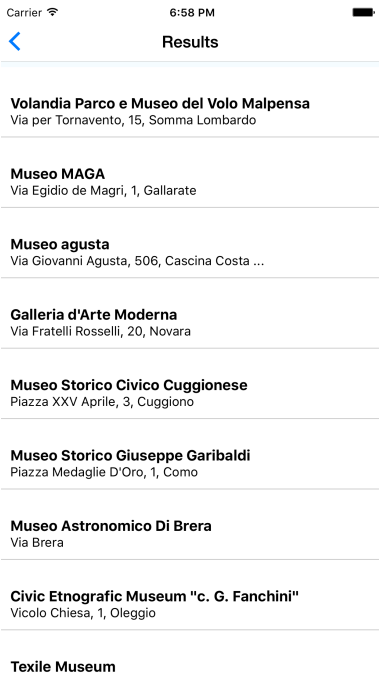 Carrier 6:58 PM
Results
Volandia Parco e Museo del Volo Malpensa
Via per Tornavento, 15, Somma Lombardo
Museo MAGA
Via Egidio de Magri, 1, Gallarate
Museo agusta
Via Giovanni Agusta, 506, Cascina Costa ...
Galleria d'Arte Moderna
Via Fratelli Rosselli, 20, Novara
Museo Storico Civico Cuggionese
Piazza XXV Aprile, 3, Cuggiono
Museo Storico Giuseppe Garibaldi
Piazza Medaglie D'Oro, 1, Como
Museo Astronomico Di Brera
Via Brera
Civic Etnografic Museum "c. G. Fanchini"
Vicolo Chiesa, 1, Oleggio
Texile Museum